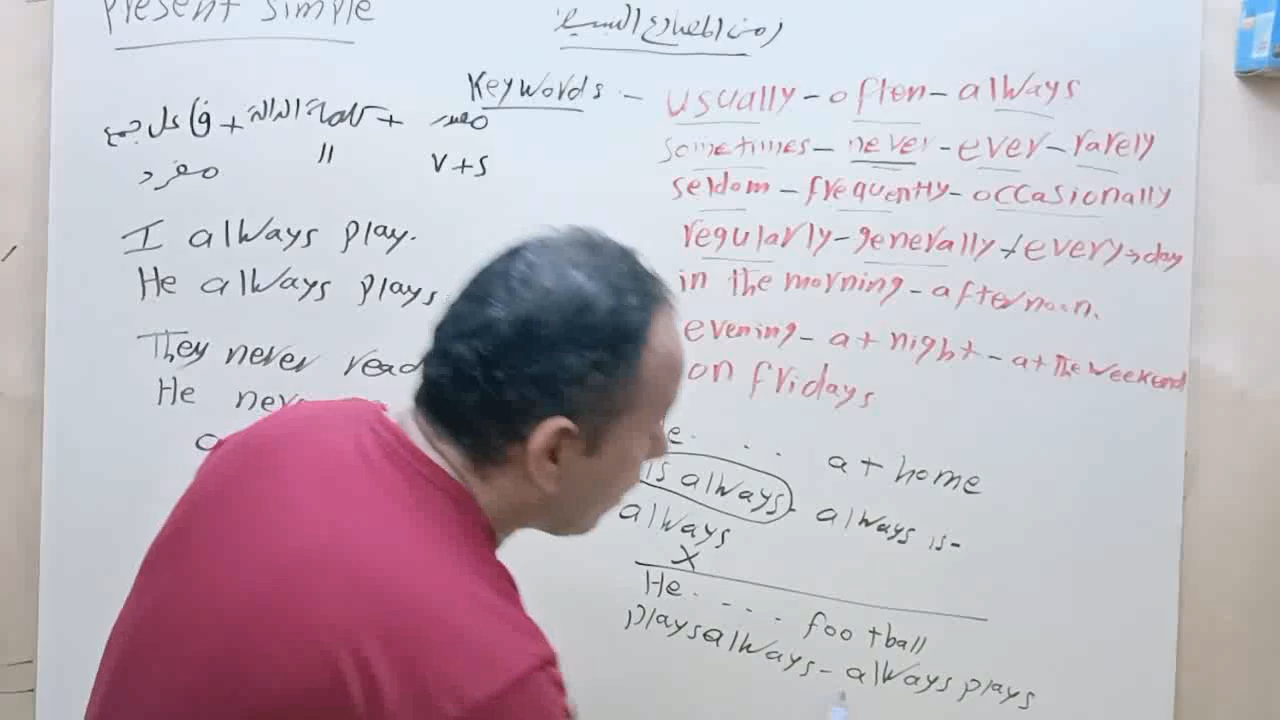 Present Simple
زمن المضارع البسيط
Keywords - usually - often - always
sometimes - never - ever - rarely
seldom - frequently - occasionally
regularly - generally + every → day
in the morning - afternoon.
evening - at night - at the weekend
on fridays
فاعل جمع + كلمة الدالة + مصدر
مفرد // V+S
I always play.
He always plays
They never read
He
at home
is always - always is -
always
X
He . . . . football
plays always - always plays